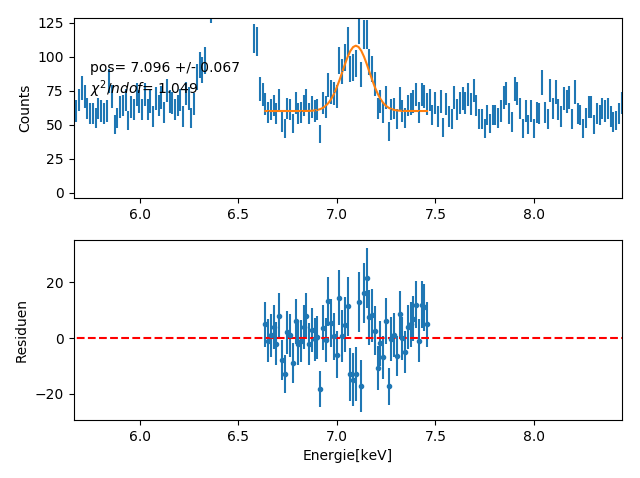 125
100
75
50
25
0
Counts
pos= 7.096 +/- 0.067
χ²/ndof= 1.049
6.0 6.5 7.0 7.5 8.0
20
0
−20
Residuen
6.0 6.5 7.0 7.5 8.0
Energie[keV]